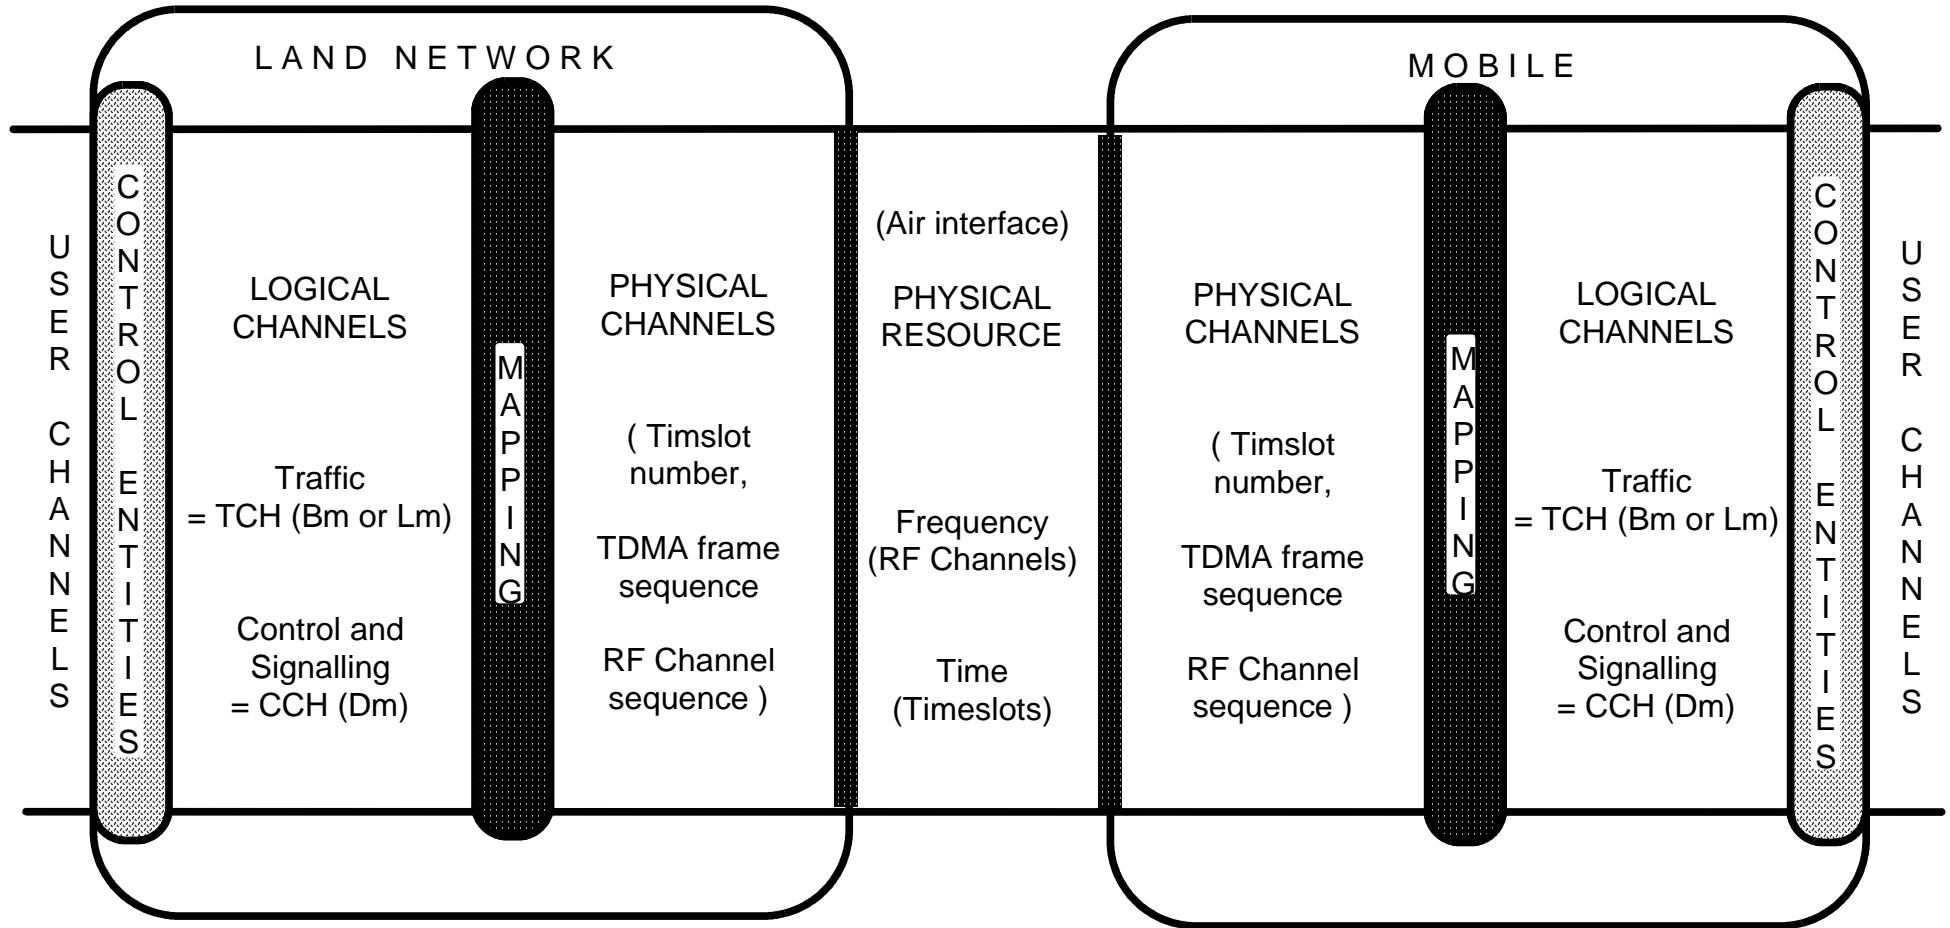 LAND NETWORK
USER CHANNELS
CONTROL ENTITIES
LOGICAL
CHANNELS
Traffic
= TCH (Bm or Lm)
Control and
Signalling
= CCH (Dm)
MAPPING
PHYSICAL
CHANNELS
( Timslot
number,
TDMA frame
sequence
RF Channel
sequence )
(Air interface)
PHYSICAL
RESOURCE
Frequency
(RF Channels)
Time
(Timeslots)
MOBILE
PHYSICAL
CHANNELS
( Timslot
number,
TDMA frame
sequence
RF Channel
sequence )
MAPPING
LOGICAL
CHANNELS
Traffic
= TCH (Bm or Lm)
Control and
Signalling
= CCH (Dm)
CONTROL ENTITIES
USER CHANNELS